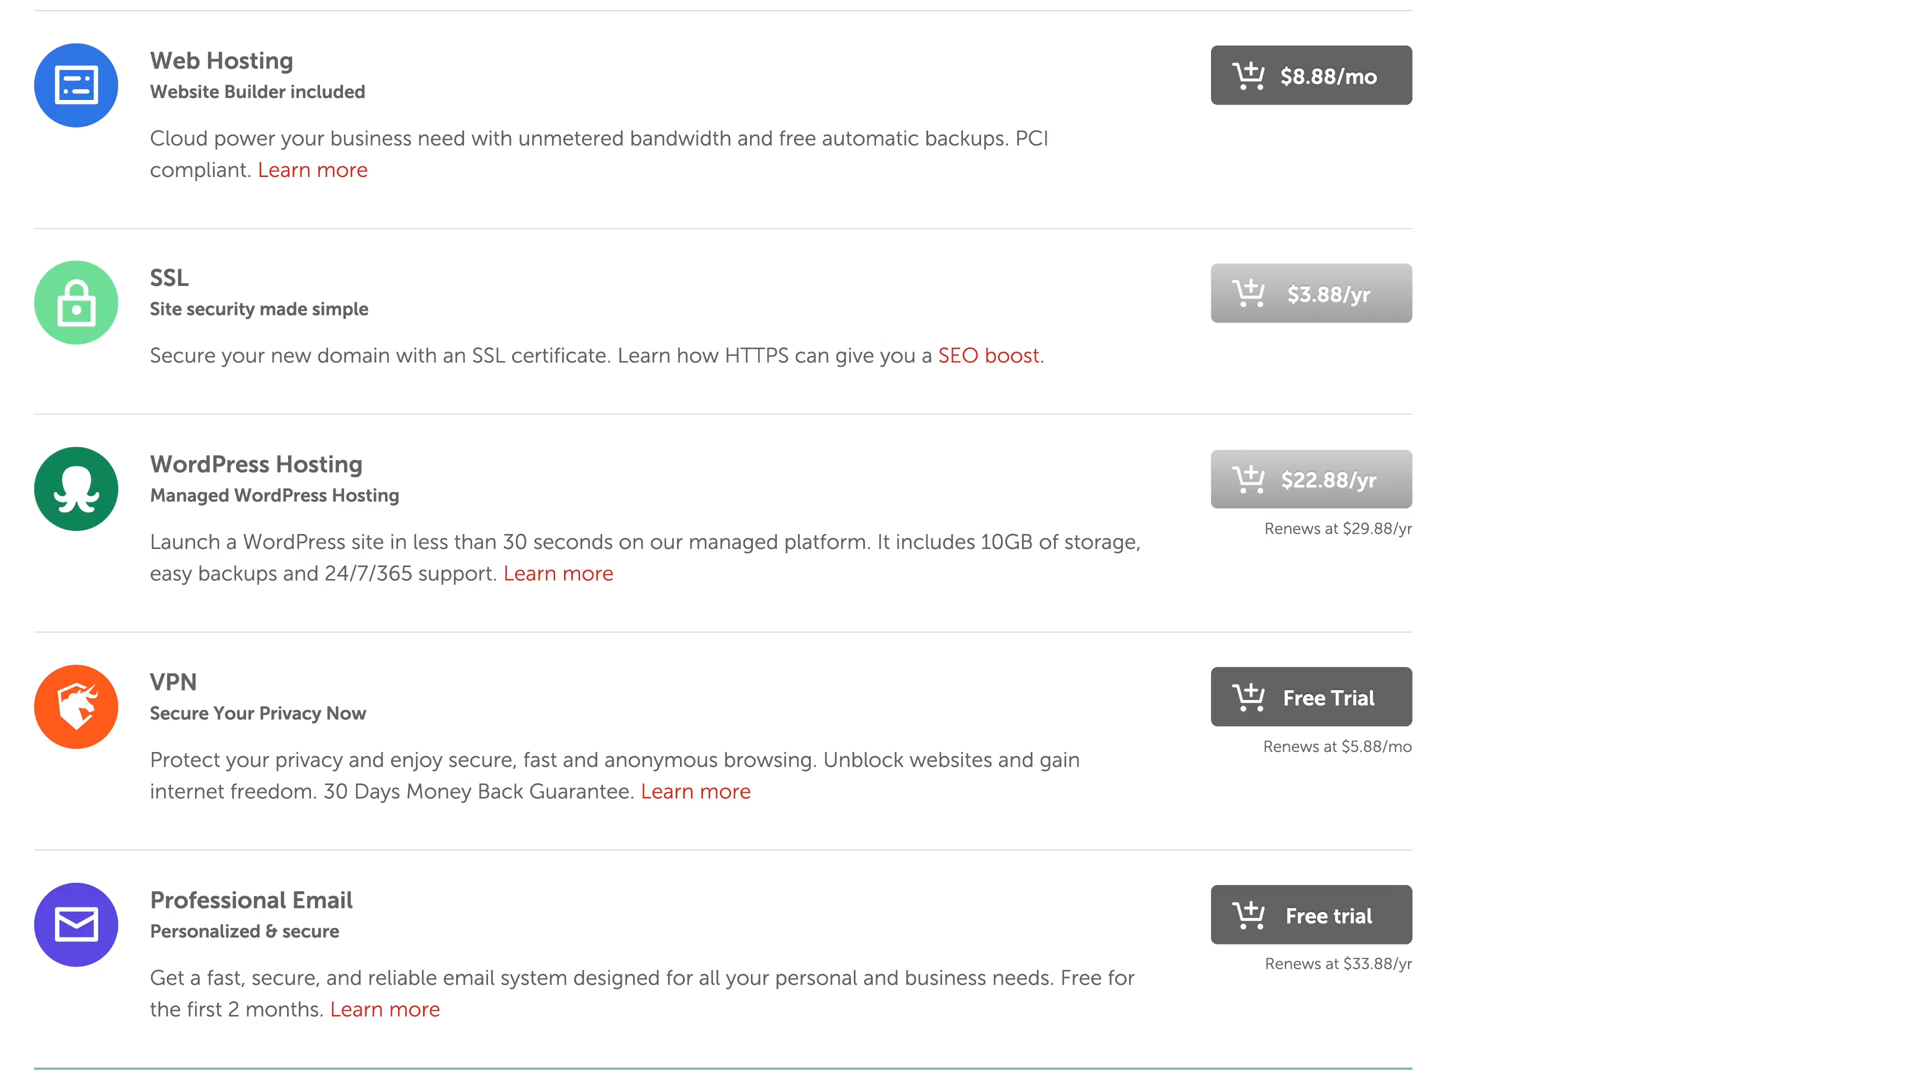 Web Hosting
Website Builder included
$8.88/mo
Cloud power your business need with unmetered bandwidth and free automatic backups. PCI
compliant. Learn more
SSL
Site security made simple
$3.88/yr
Secure your new domain with an SSL certificate. Learn how HTTPS can give you a SEO boost.
WordPress Hosting
Managed WordPress Hosting
$22.88/yr
Renews at $29.88/yr
Launch a WordPress site in less than 30 seconds on our managed platform. It includes 10GB of storage,
easy backups and 24/7/365 support. Learn more
VPN
Secure Your Privacy Now
Free Trial
Renews at $5.88/mo
Protect your privacy and enjoy secure, fast and anonymous browsing. Unblock websites and gain
internet freedom. 30 Days Money Back Guarantee. Learn more
Professional Email
Personalized & secure
Free trial
Renews at $33.88/yr
Get a fast, secure, and reliable email system designed for all your personal and business needs. Free for
the first 2 months. Learn more